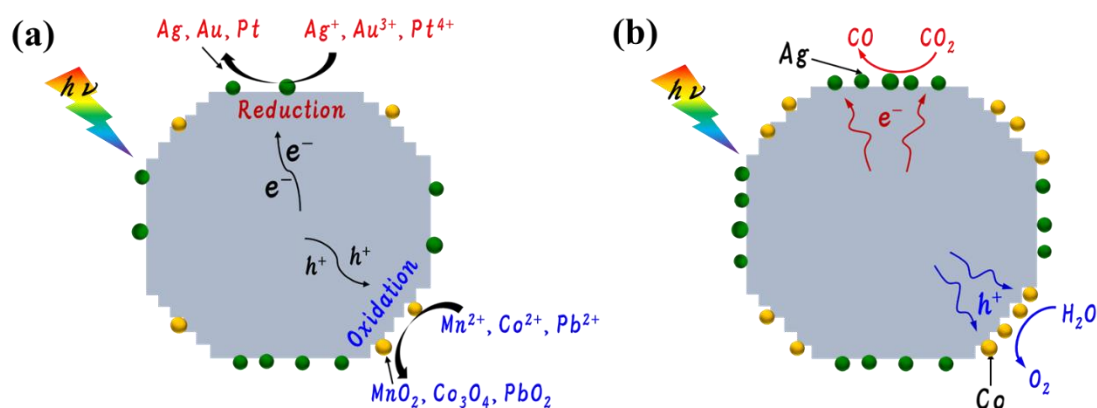 (a)
Ag, Au, Pt
Ag⁺, Au³⁺, Pt⁴⁺
hν
Reduction
e⁻
e⁻
h⁺
h⁺
Oxidation
Mn²⁺, Co²⁺, Pb²⁺
MnO₂, Co₃O₄, PbO₂
(b)
CO
CO₂
Ag
hν
e⁻
h⁺
H₂O
O₂
Co